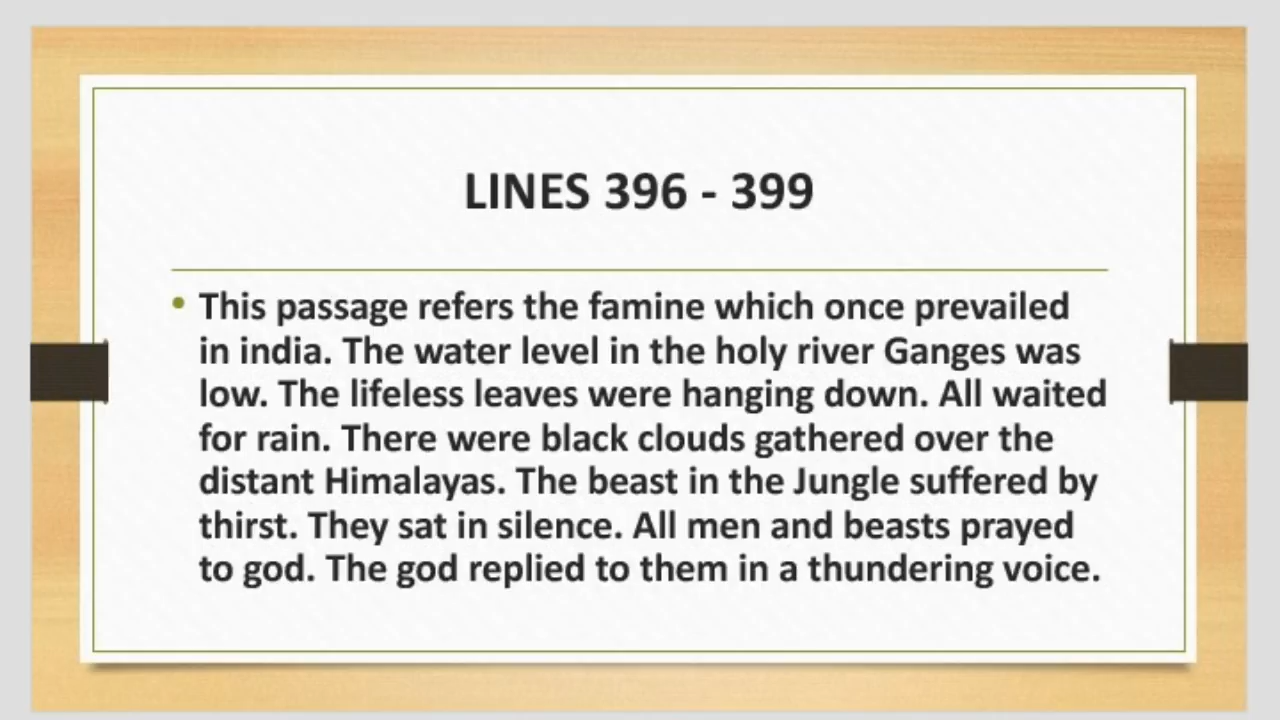 LINES 396 - 399
• This passage refers the famine which once prevailed
in india. The water level in the holy river Ganges was
low. The lifeless leaves were hanging down. All waited
for rain. There were black clouds gathered over the
distant Himalayas. The beast in the Jungle suffered by
thirst. They sat in silence. All men and beasts prayed
to god. The god replied to them in a thundering voice.